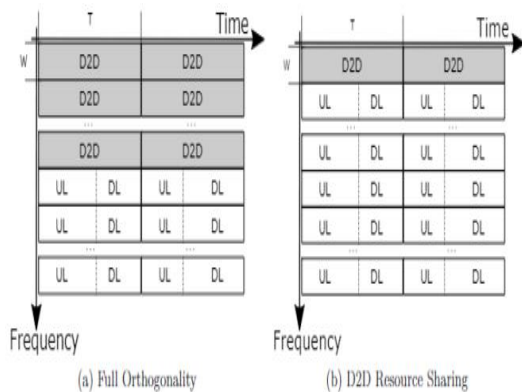 T Time
W D2D D2D
D2D D2D
... ...
D2D D2D
UL DL UL DL
UL DL UL DL
... ...
UL DL UL DL
Frequency
(a) Full Orthogonality
T Time
W D2D D2D
UL DL UL DL
... ...
UL DL UL DL
UL DL UL DL
UL DL UL DL
... ...
UL DL UL DL
Frequency
(b) D2D Resource Sharing